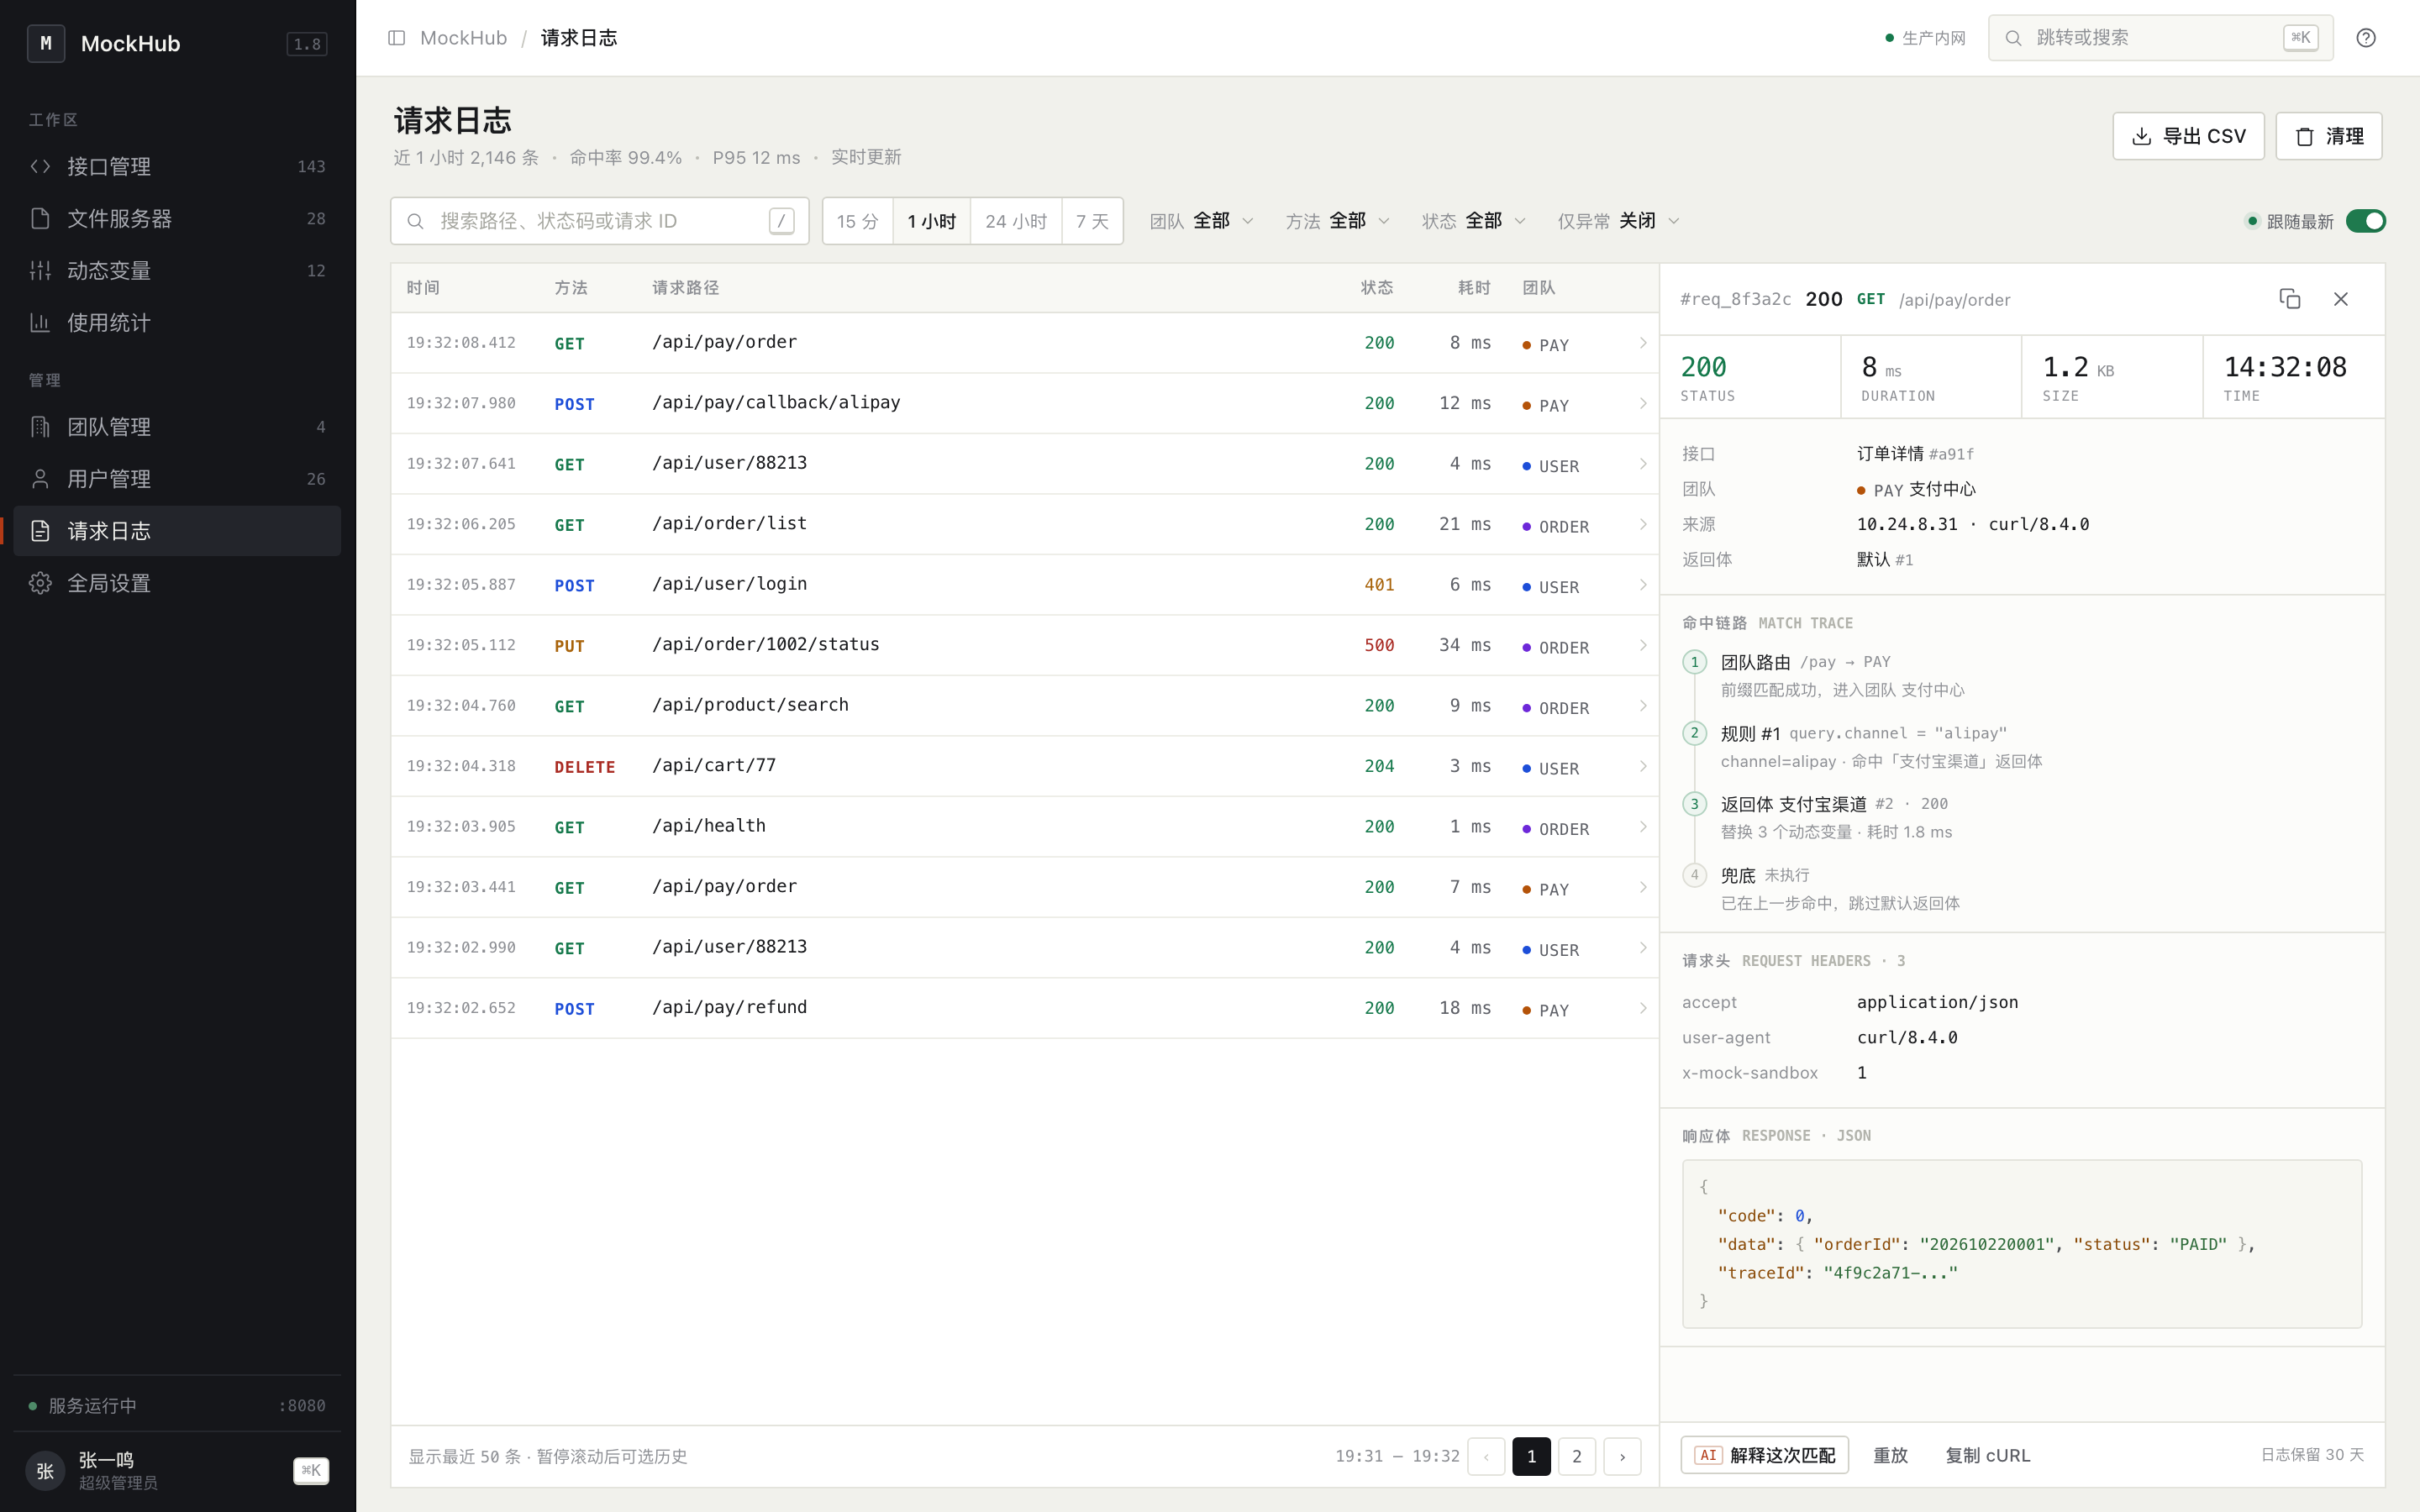 M MockHub 1.8
工作区
接口管理 143
文件服务器 28
动态变量 12
使用统计
管理
团队管理 4
用户管理 26
请求日志
全局设置
服务运行中 :8080
张 张一鸣 ⌘K
超级管理员
MockHub / 请求日志
生产内网 跳转或搜索 ⌘K
请求日志
近 1 小时 2,146 条 · 命中率 99.4% · P95 12 ms · 实时更新
导出 CSV 清理
搜索路径、状态码或请求 ID / 15 分 1 小时 24 小时 7 天 团队 全部 方法 全部 状态 全部 仅异常 关闭 跟随最新
时间 方法 请求路径 状态 耗时 团队
19:32:08.412 GET /api/pay/order 200 8 ms PAY
19:32:07.980 POST /api/pay/callback/alipay 200 12 ms PAY
19:32:07.641 GET /api/user/88213 200 4 ms USER
19:32:06.205 GET /api/order/list 200 21 ms ORDER
19:32:05.887 POST /api/user/login 401 6 ms USER
19:32:05.112 PUT /api/order/1002/status 500 34 ms ORDER
19:32:04.760 GET /api/product/search 200 9 ms ORDER
19:32:04.318 DELETE /api/cart/77 204 3 ms USER
19:32:03.905 GET /api/health 200 1 ms ORDER
19:32:03.441 GET /api/pay/order 200 7 ms PAY
19:32:02.990 GET /api/user/88213 200 4 ms USER
19:32:02.652 POST /api/pay/refund 200 18 ms PAY
显示最近 50 条 · 暂停滚动后可选历史 19:31 – 19:32 ‹ 1 2 ›
#req_8f3a2c 200 GET /api/pay/order
200 8 ms 1.2 KB 14:32:08
STATUS DURATION SIZE TIME
接口 订单详情 #a91f
团队 PAY 支付中心
来源 10.24.8.31 · curl/8.4.0
返回体 默认 #1
命中链路 MATCH TRACE
1 团队路由 /pay → PAY
前缀匹配成功，进入团队 支付中心
2 规则 #1 query.channel = "alipay"
channel=alipay · 命中「支付宝渠道」返回体
3 返回体 支付宝渠道 #2 · 200
替换 3 个动态变量 · 耗时 1.8 ms
4 兜底 未执行
已在上一步命中，跳过默认返回体
请求头 REQUEST HEADERS · 3
accept application/json
user-agent curl/8.4.0
x-mock-sandbox 1
响应体 RESPONSE · JSON
{
"code": 0,
"data": { "orderId": "202610220001", "status": "PAID" },
"traceId": "4f9c2a71-..."
}
AI 解释这次匹配 重放 复制 cURL 日志保留 30 天